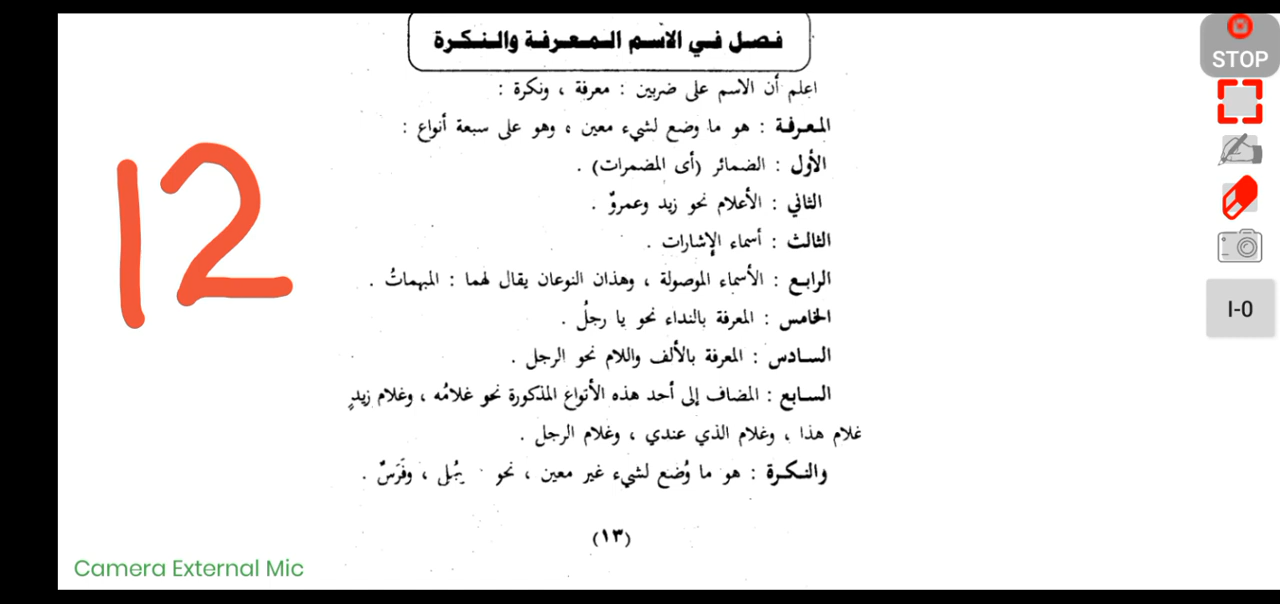 فصل في الاسم المعرفة والنكرة
اعلم أن الاسم على ضربين : معرفة ، ونكرة :
المعرفة : هو ما وضع لشيء معين ، وهو على سبعة أنواع :
الأول : الضمائر (أى المضمرات) .
الثاني : الأعلام نحو زيد وعمروٌ .
الثالث : أسماء الإشارات .
الرابع : الأسماء الموصولة ، وهذان النوعان يقال لهما : المبهماتُ .
الخامس : المعرفة بالنداء نحو يا رجلُ .
السادس : المعرفة بالألف واللام نحو الرجل .
السابع : المضاف إلى أحد هذه الأنواع المذكورة نحو غلامُه ، وغلام زيدٍ
غلام هذا ، وغلام الذي عندي ، وغلام الرجل .
والنكرة : هو ما وُضع لشيء غير معين ، نحو ، وفَرَسٌ .
(١٣)
12
Camera External Mic
STOP
I-0